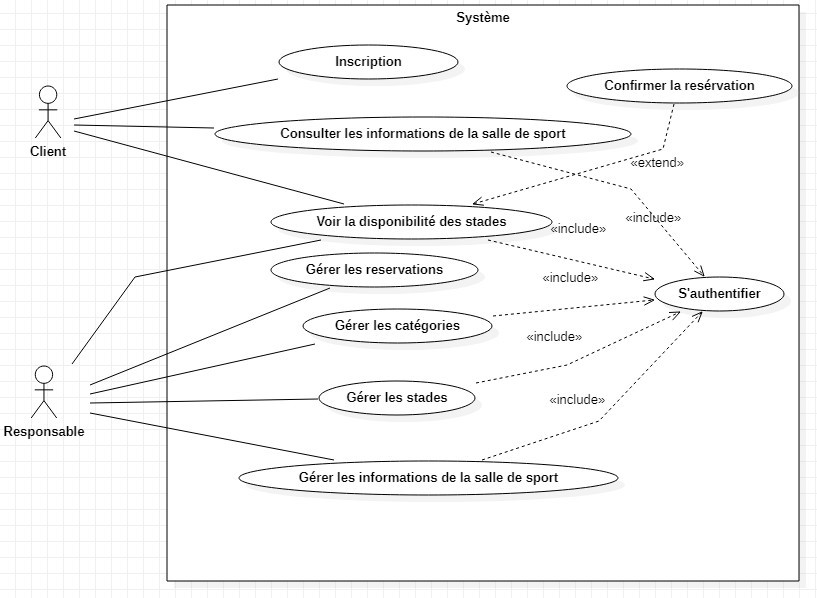 Système
Inscription
Confirmer la resérvation
Client
Consulter les informations de la salle de sport
«extend»
Voir la disponibilité des stades
«include»
«include»
Gérer les reservations
«include»
S'authentifier
Gérer les catégories
«include»
Responsable
Gérer les stades
«include»
Gérer les informations de la salle de sport